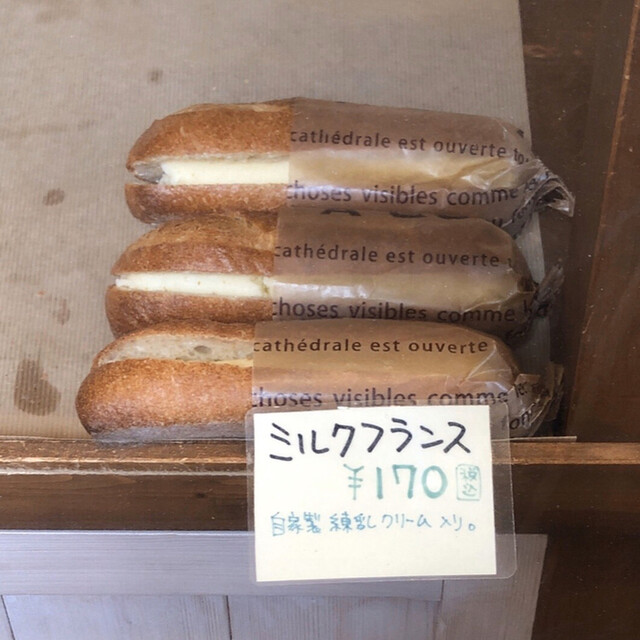 cathédrale est ouverte to
choses visibles comme
cathédrale est ouverte
choses visibles comme
cathédrale est ouverte
choses visibles comme
ミルクフランス
¥170 税込
自家製 練乳クリーム入り。